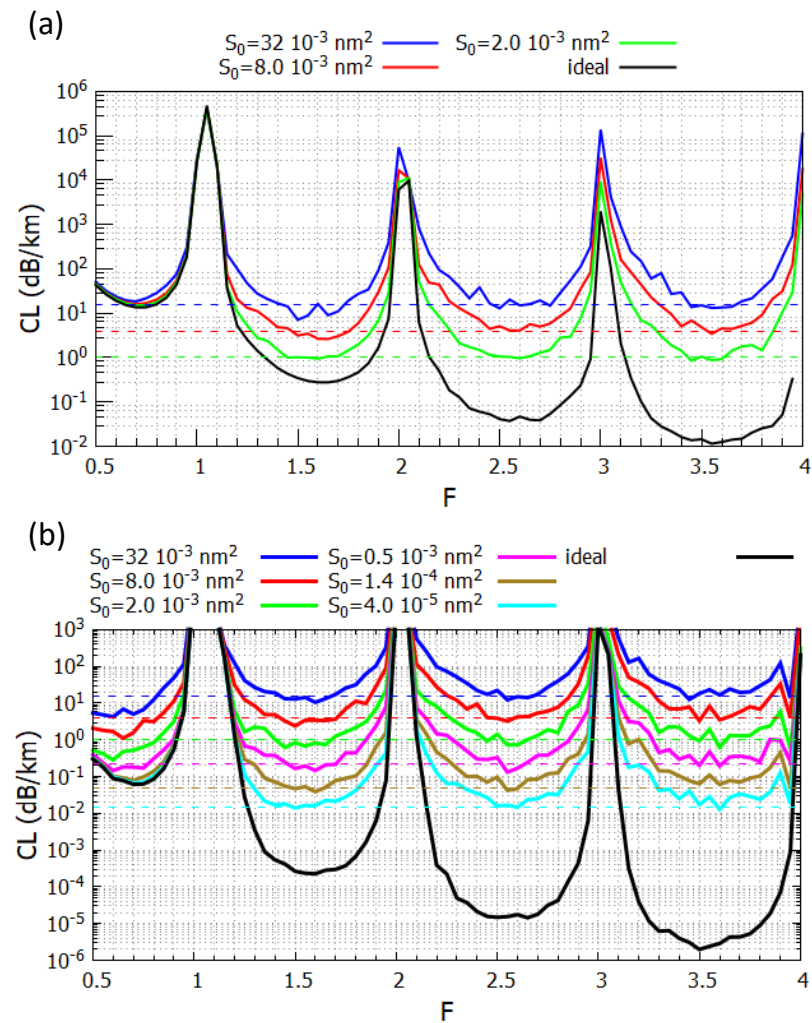 (a)
S₀=32 10⁻³ nm² S₀=2.0 10⁻³ nm²
S₀=8.0 10⁻³ nm² ideal
CL (dB/km)
10⁶
10⁵
10⁴
10³
10²
10¹
10⁰
10⁻¹
10⁻²
0.5 1 1.5 2 2.5 3 3.5 4
F
(b)
S₀=32 10⁻³ nm² S₀=0.5 10⁻³ nm² ideal
S₀=8.0 10⁻³ nm² S₀=1.4 10⁻⁴ nm²
S₀=2.0 10⁻³ nm² S₀=4.0 10⁻⁵ nm²
CL (dB/km)
10³
10²
10¹
10⁰
10⁻¹
10⁻²
10⁻³
10⁻⁴
10⁻⁵
10⁻⁶
0.5 1 1.5 2 2.5 3 3.5 4
F